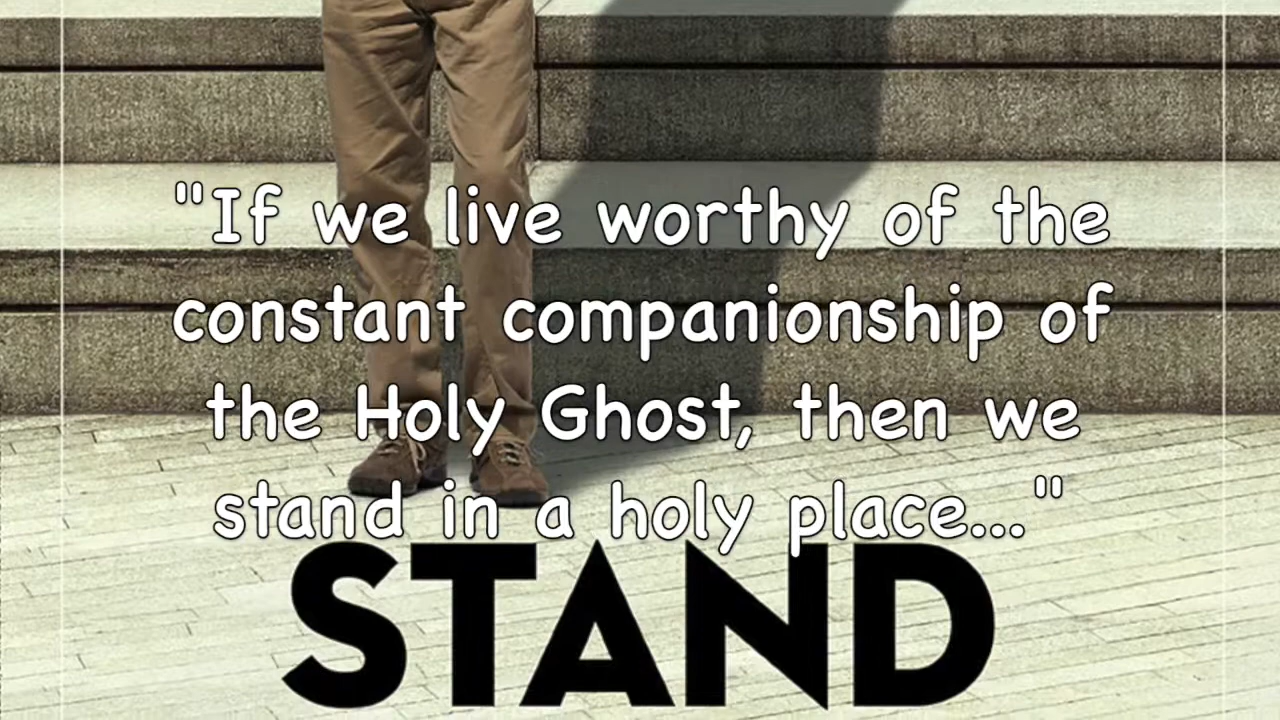 "If we live worthy of the
constant companionship of
the Holy Ghost, then we
stand in a holy place..."
STAND